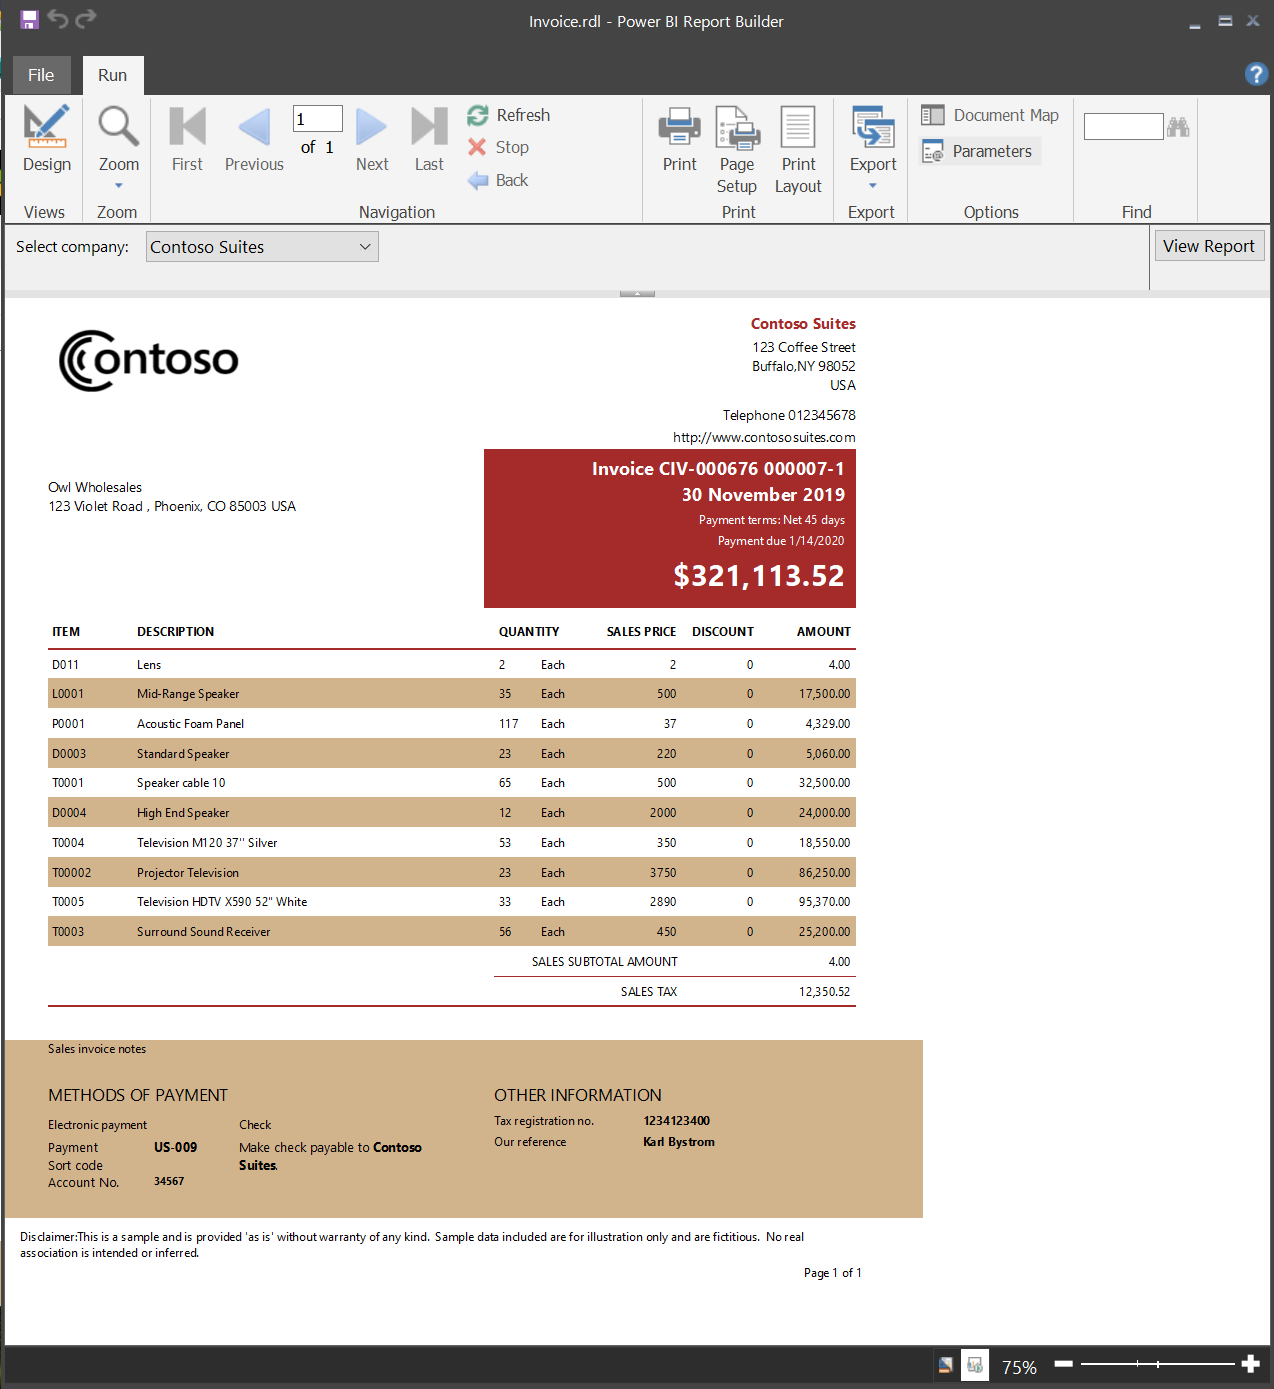 Invoice.rdl - Power BI Report Builder
File
Run
Design
Zoom
First
Previous
1
of 1
Next
Last
Refresh
Stop
Back
Print
Page Setup
Print Layout
Export
Document Map
Parameters
Views
Zoom
Navigation
Print
Export
Options
Find
Select company:
Contoso Suites
View Report
Contoso
Contoso Suites
123 Coffee Street
Buffalo,NY 98052
USA
Telephone 012345678
http://www.contososuites.com
Owl Wholesales
123 Violet Road , Phoenix, CO 85003 USA
Invoice CIV-000676 000007-1
30 November 2019
Payment terms: Net 45 days
Payment due 1/14/2020
$321,113.52
ITEM DESCRIPTION QUANTITY SALES PRICE DISCOUNT AMOUNT
D011 Lens 2 Each 2 0 4.00
L0001 Mid-Range Speaker 35 Each 500 0 17,500.00
P0001 Acoustic Foam Panel 117 Each 37 0 4,329.00
D0003 Standard Speaker 23 Each 220 0 5,060.00
T0001 Speaker cable 10 65 Each 500 0 32,500.00
D0004 High End Speaker 12 Each 2000 0 24,000.00
T0004 Television M120 37'' Silver 53 Each 350 0 18,550.00
T00002 Projector Television 23 Each 3750 0 86,250.00
T0005 Television HDTV X590 52" White 33 Each 2890 0 95,370.00
T0003 Surround Sound Receiver 56 Each 450 0 25,200.00
SALES SUBTOTAL AMOUNT 4.00
SALES TAX 12,350.52
Sales invoice notes
METHODS OF PAYMENT
Electronic payment
Payment US-009
Sort code
Account No. 34567
Check
Make check payable to Contoso
Suites.
OTHER INFORMATION
Tax registration no. 1234123400
Our reference Karl Bystrom
Disclaimer:This is a sample and is provided 'as is' without warranty of any kind. Sample data included are for illustration only and are fictitious. No real
association is intended or inferred.
Page 1 of 1
75%